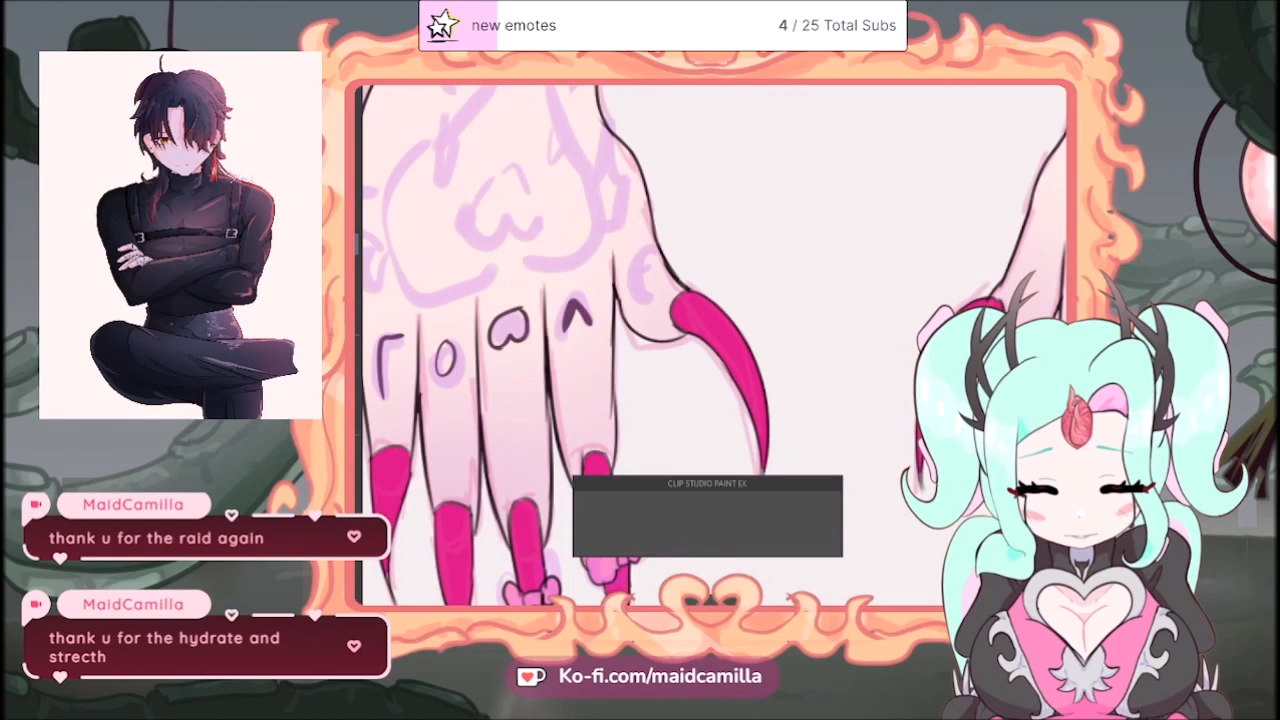 new emotes 4 / 25 Total Subs
CLIP STUDIO PAINT EX
MaidCamilla
thank u for the raid again
MaidCamilla
thank u for the hydrate and
strecth
Ko-fi.com/maidcamilla